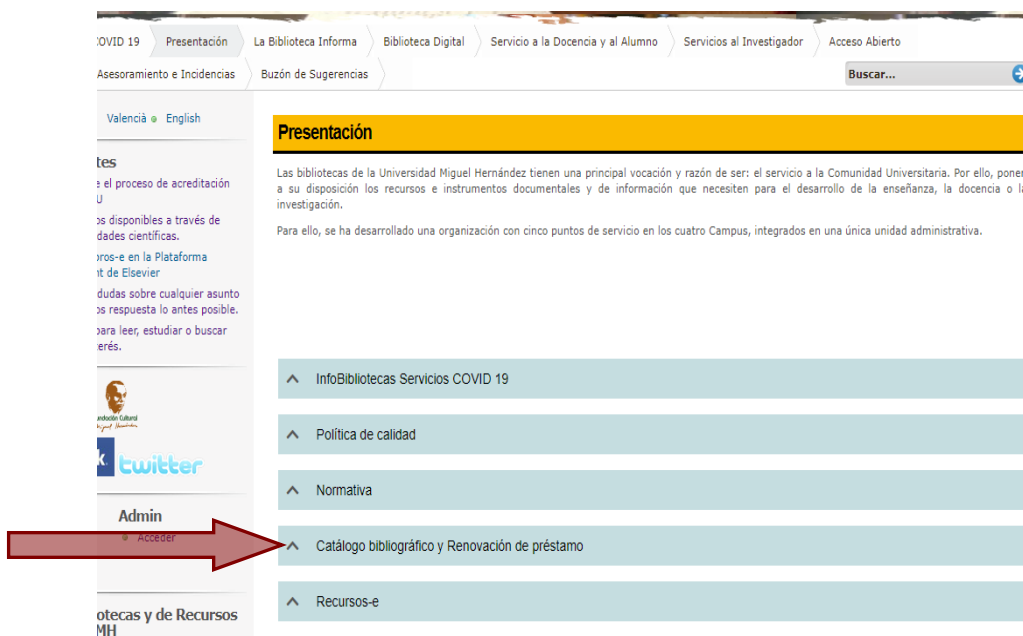 OVID 19 Presentación La Biblioteca Informa Biblioteca Digital Servicio a la Docencia y al Alumno Servicios al Investigador Acceso Abierto
Asesoramiento e Incidencias Buzón de Sugerencias Buscar...
Valencià English
tes
e el proceso de acreditación
U
os disponibles a través de
dades científicas.
bros-e en la Plataforma
nt de Elsevier
dudas sobre cualquier asunto
os respuesta lo antes posible.
para leer, estudiar o buscar
erés.
undación Cultural
Miguel Hernández
k.
twitter
Admin
Acceder
otecas y de Recursos
MH
Presentación
Las bibliotecas de la Universidad Miguel Hernández tienen una principal vocación y razón de ser: el servicio a la Comunidad Universitaria. Por ello, poner
a su disposición los recursos e instrumentos documentales y de información que necesiten para el desarrollo de la enseñanza, la docencia o la
investigación.
Para ello, se ha desarrollado una organización con cinco puntos de servicio en los cuatro Campus, integrados en una única unidad administrativa.
InfoBibliotecas Servicios COVID 19
Política de calidad
Normativa
Catálogo bibliográfico y Renovación de préstamo
Recursos-e